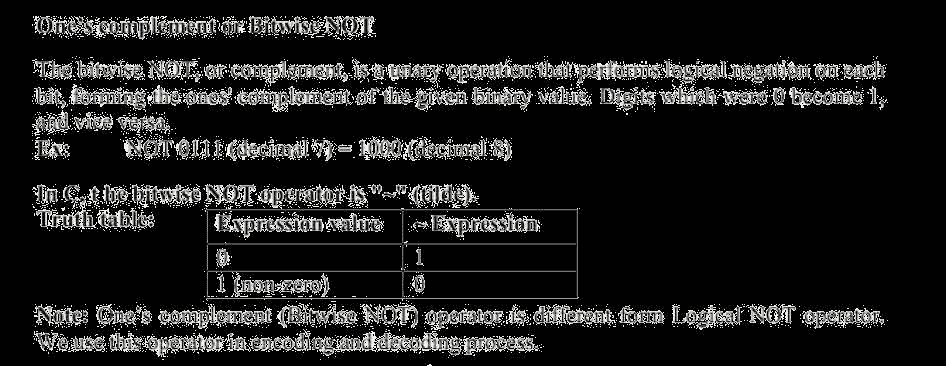 One's complement or Bitwise NOT
The bitwise NOT, or complement, is a unary operation that performs logical negation on each
bit, forming the ones' complement of the given binary value. Digits which were 0 become 1,
and vice versa.
Ex: NOT 0111 (decimal 7) = 1000 (decimal 8)
In C, t he bitwise NOT operator is "~" (tilde).
Truth table:
Expression value ~ Expression
0 1
1 (non-zero) 0
Note: One's complement (Bitwise NOT) operator is different form Logical NOT operator.
We use this operator in encoding and decoding process.